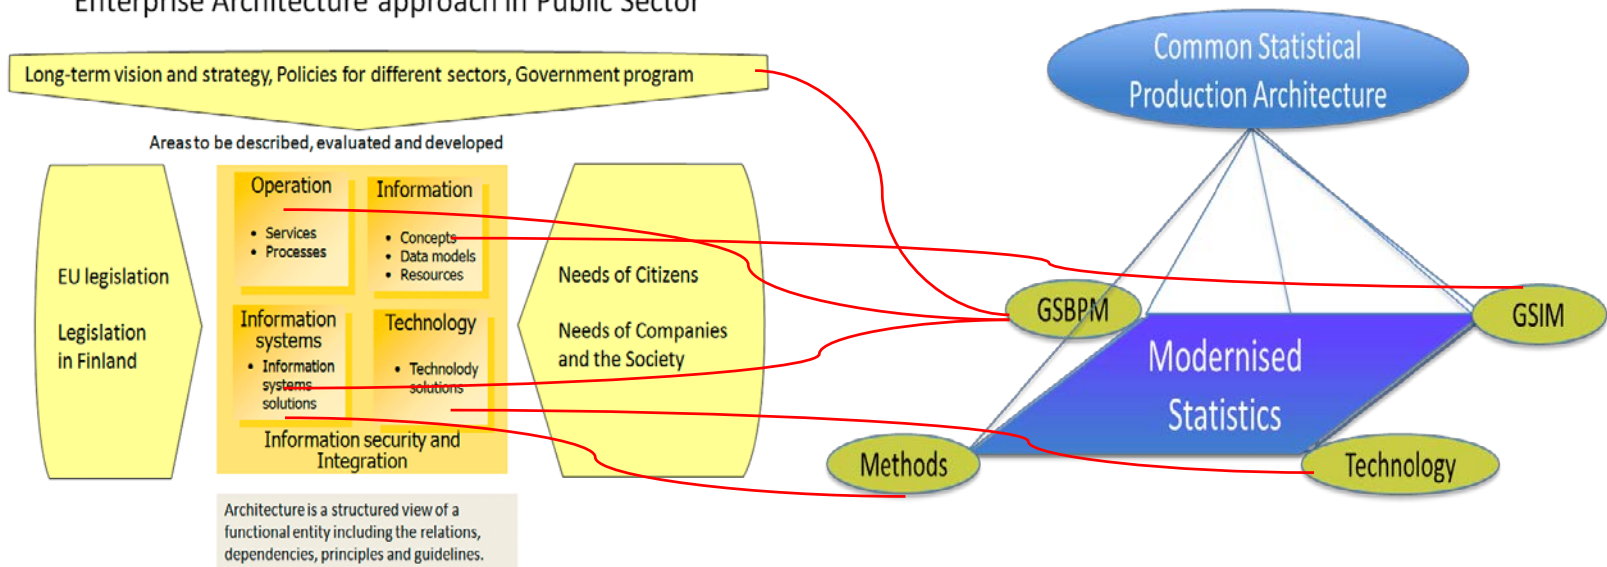 Enterprise Architecture approach in Public Sector
Long-term vision and strategy, Policies for different sectors, Government program
Areas to be described, evaluated and developed
EU legislation
Legislation
in Finland
Operation
• Services
• Processes
Information
• Concepts
• Data models
• Resources
Information
systems
• Information
systems
solutions
Technology
• Technolody
solutions
Information security and
Integration
Needs of Citizens
Needs of Companies
and the Society
Architecture is a structured view of a
functional entity including the relations,
dependencies, principles and guidelines.
Common Statistical
Production Architecture
GSBPM
GSIM
Modernised
Statistics
Methods
Technology